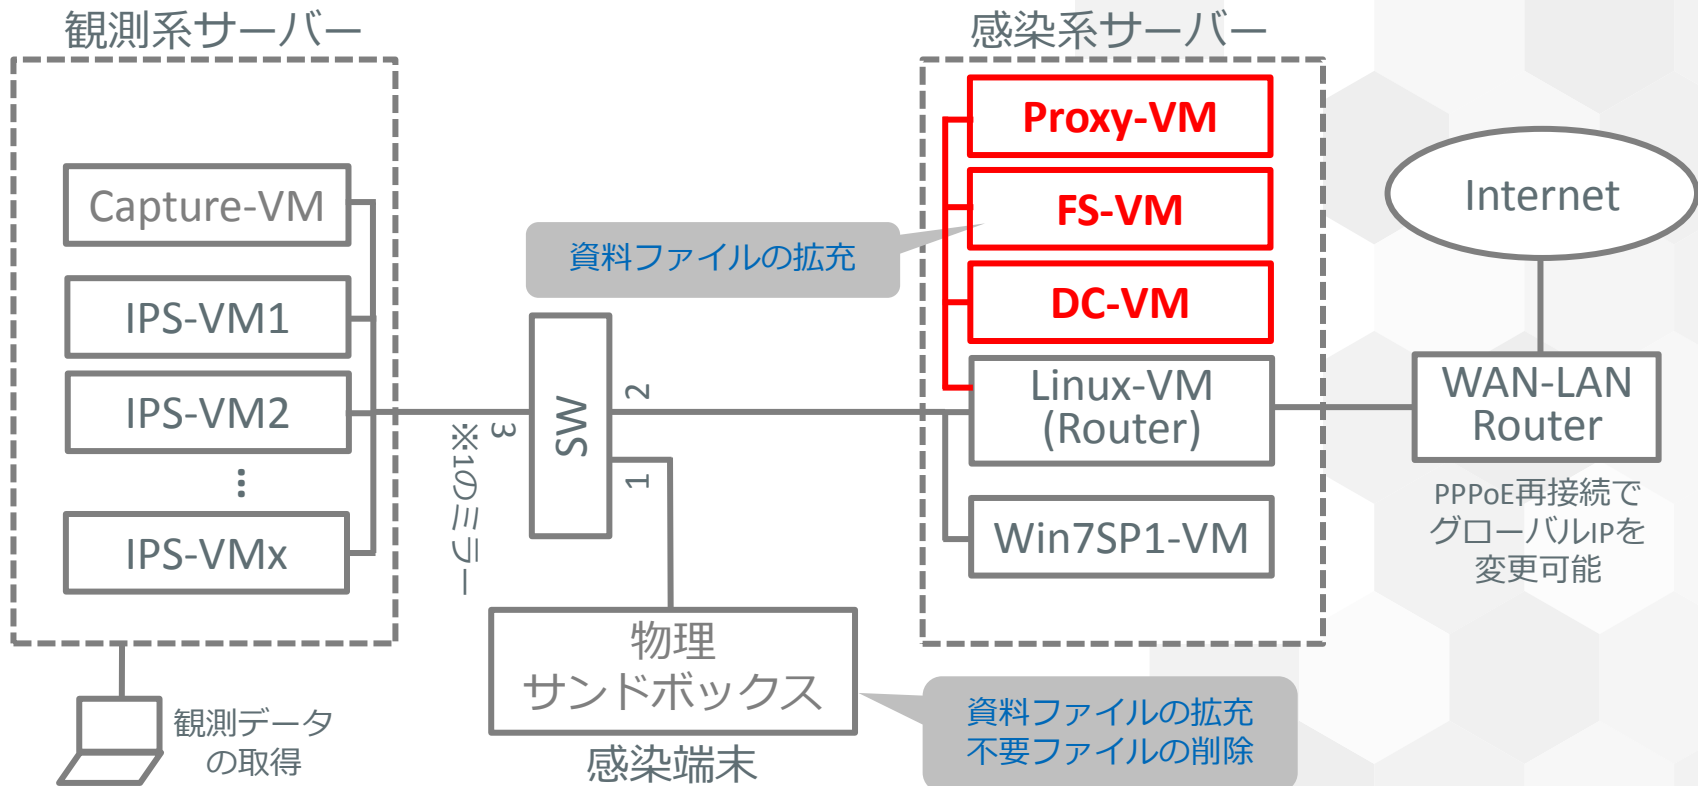 観測系サーバー
Capture-VM
IPS-VM1
IPS-VM2
...
IPS-VMx
観測データ
の取得
※1のミラー
3
SW
2
1
物理
サンドボックス
感染端末
資料ファイルの拡充
感染系サーバー
Proxy-VM
FS-VM
DC-VM
Linux-VM
(Router)
Win7SP1-VM
資料ファイルの拡充
不要ファイルの削除
Internet
WAN-LAN
Router
PPPoE再接続で
グローバルIPを
変更可能